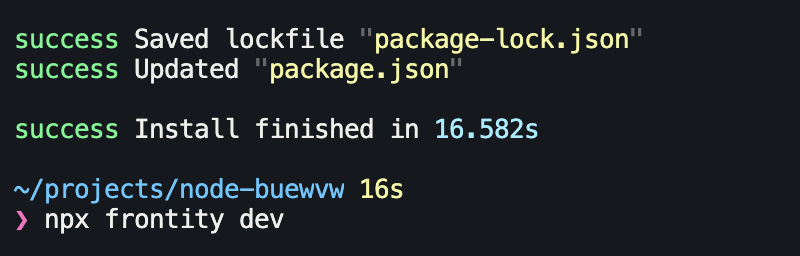 success Saved lockfile "package-lock.json"
success Updated "package.json"
success Install finished in 16.582s
~/projects/node-buewvw 16s
❯ npx frontity dev